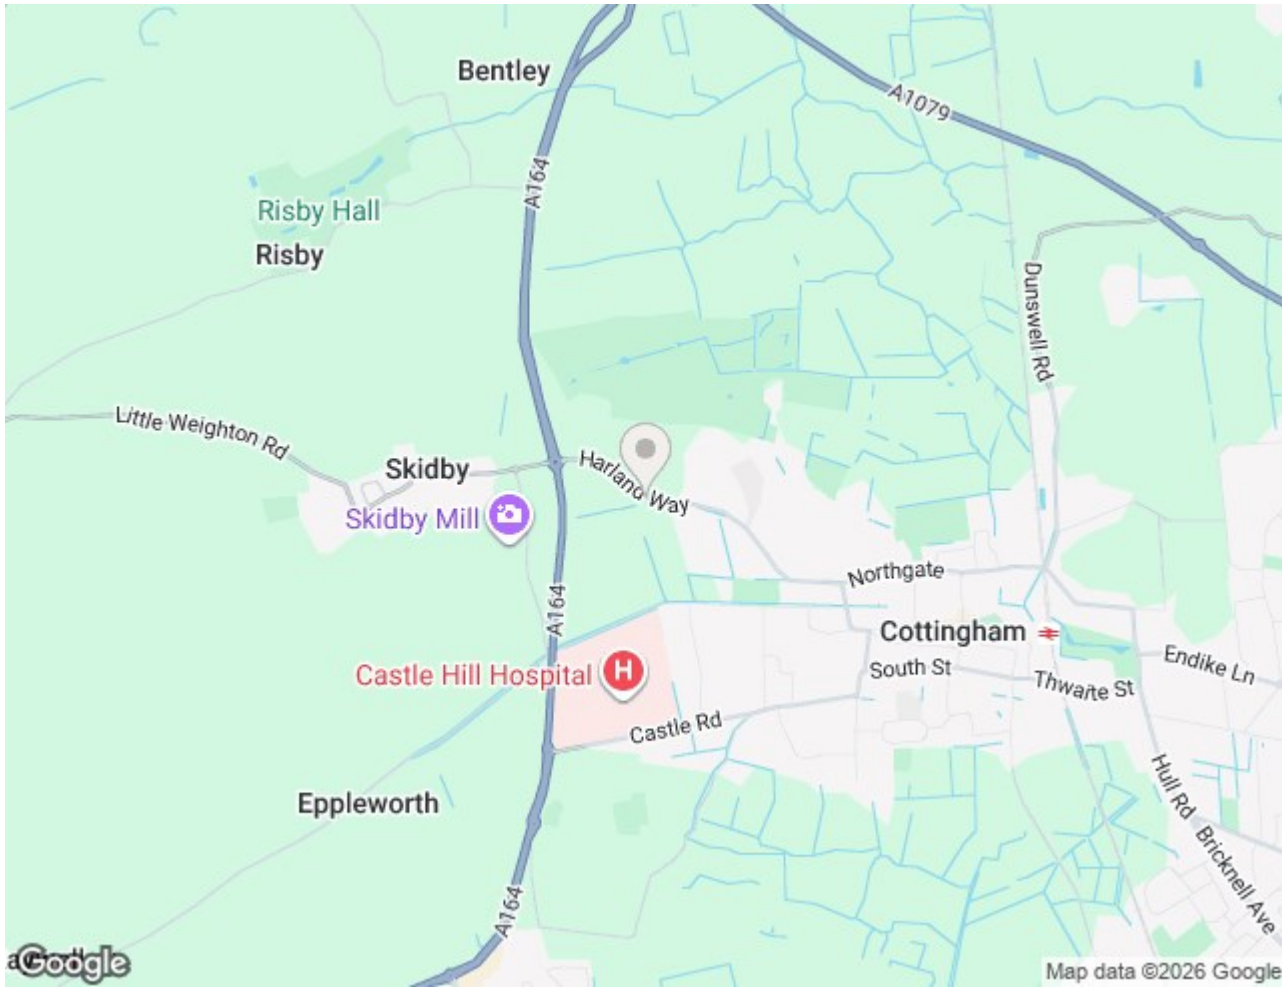 Bentley
A1079
A164
Risby Hall
Risby
Dunswell Rd
Little Weighton Rd
Skidby
Harland Way
Skidby Mill
Northgate
A164
Cottingham
Endike Ln
South St
Castle Hill Hospital
H
Thwaite St
Castle Rd
Eppleworth
Hull Rd
Bricknell Ave
A164
Google
Map data ©2026 Google